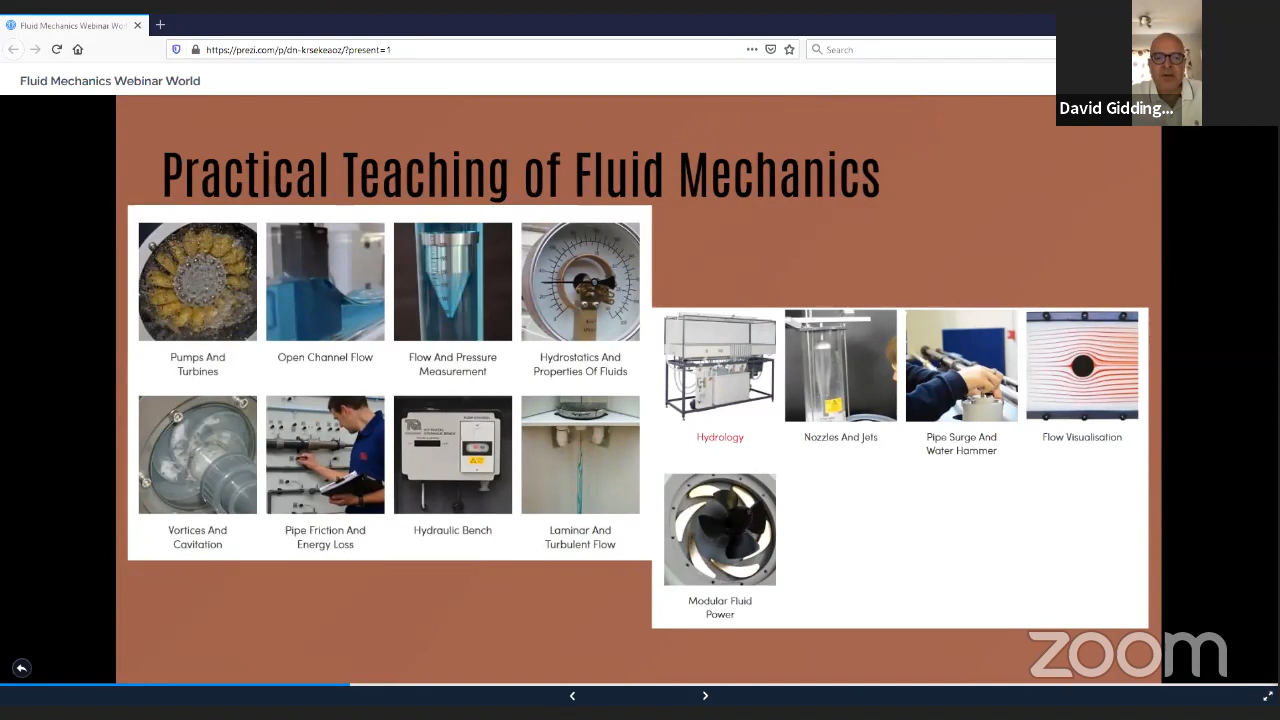 Fluid Mechanics Webinar Wor
https://prezi.com/p/dn-krsekeaoz/?present=1
Search
Fluid Mechanics Webinar World
David Gidding...
Practical Teaching of Fluid Mechanics
Pumps And
Turbines
Open Channel Flow
Flow And Pressure
Measurement
Hydrostatics And
Properties Of Fluids
Vortices And
Cavitation
Pipe Friction And
Energy Loss
Hydraulic Bench
Laminar And
Turbulent Flow
Hydrology
Nozzles And Jets
Pipe Surge And
Water Hammer
Flow Visualisation
Modular Fluid
Power
zoom